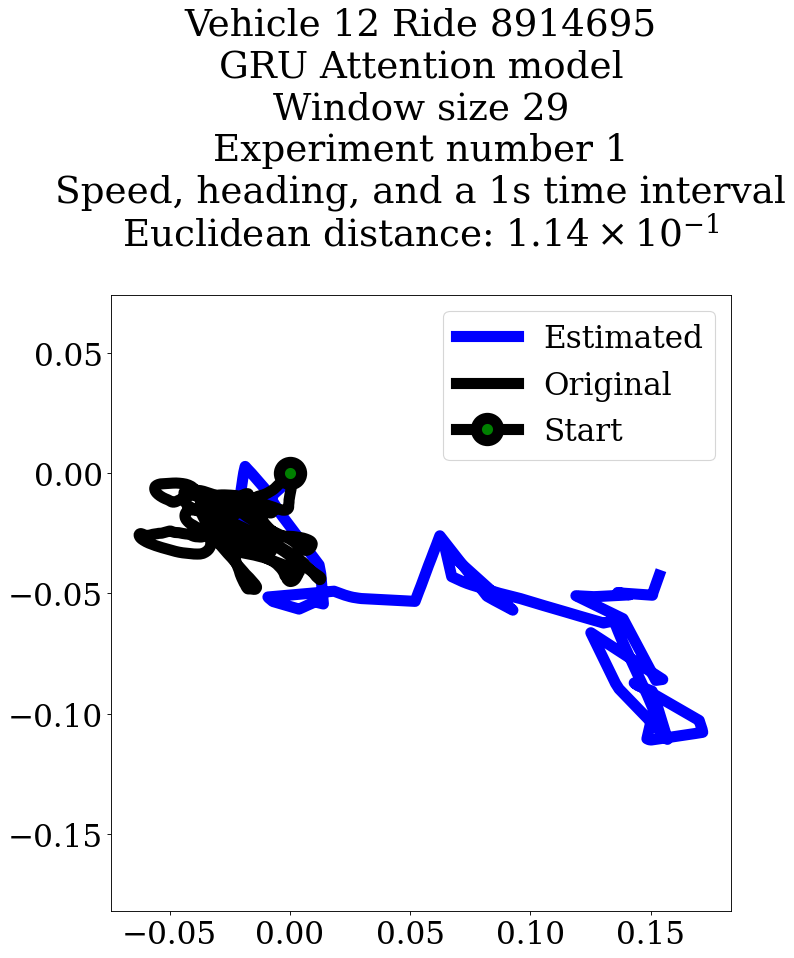 Vehicle 12 Ride 8914695
GRU Attention model
Window size 29
Experiment number 1
Speed, heading, and a 1s time interval
Euclidean distance: 1.14 × 10⁻¹
Estimated
Original
Start
0.05
0.00
−0.05
−0.10
−0.15
−0.05 0.00 0.05 0.10 0.15